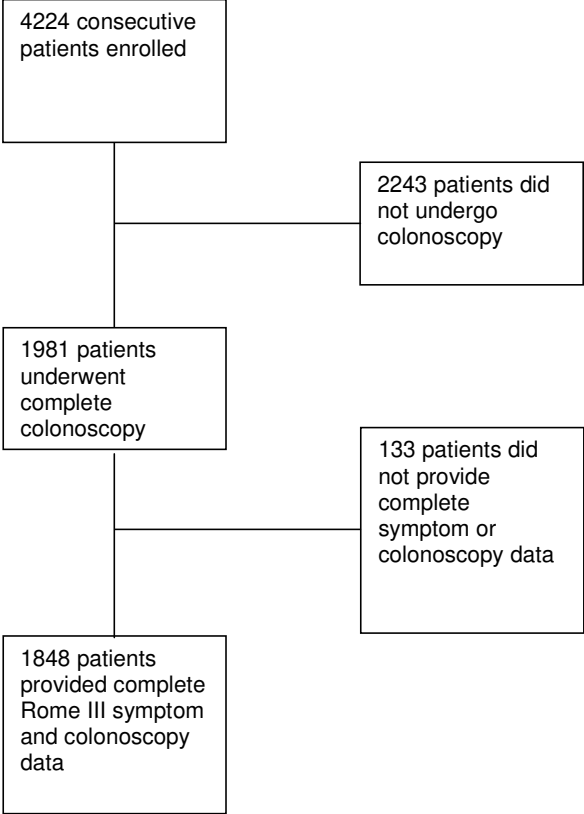 4224 consecutive
patients enrolled
2243 patients did
not undergo
colonoscopy
1981 patients
underwent
complete
colonoscopy
133 patients did
not provide
complete
symptom or
colonoscopy data
1848 patients
provided complete
Rome III symptom
and colonoscopy
data